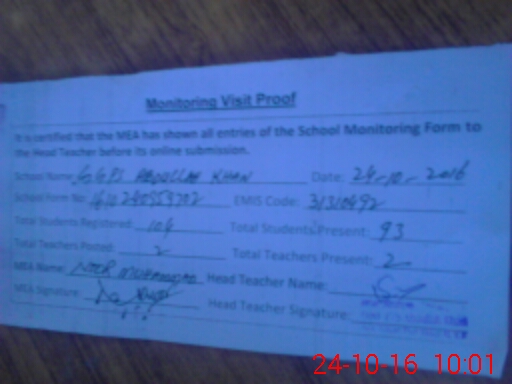 Monitoring Visit Proof
It is certified that the MEA has shown all entries of the School Monitoring Form to
the Head Teacher before its online submission.
School Name: GGPS ABDULLAH KHAN Date: 24-10-2016
School Form No: EMIS Code:
Total Students Registered: 104 Total Students Present: 93
Total Teachers Posted: 2 Total Teachers Present: 2
MEA Name: NOOR MUHAMMAD Head Teacher Name:
MEA Signature: Head Teacher Signature:
24-10-16 10:01